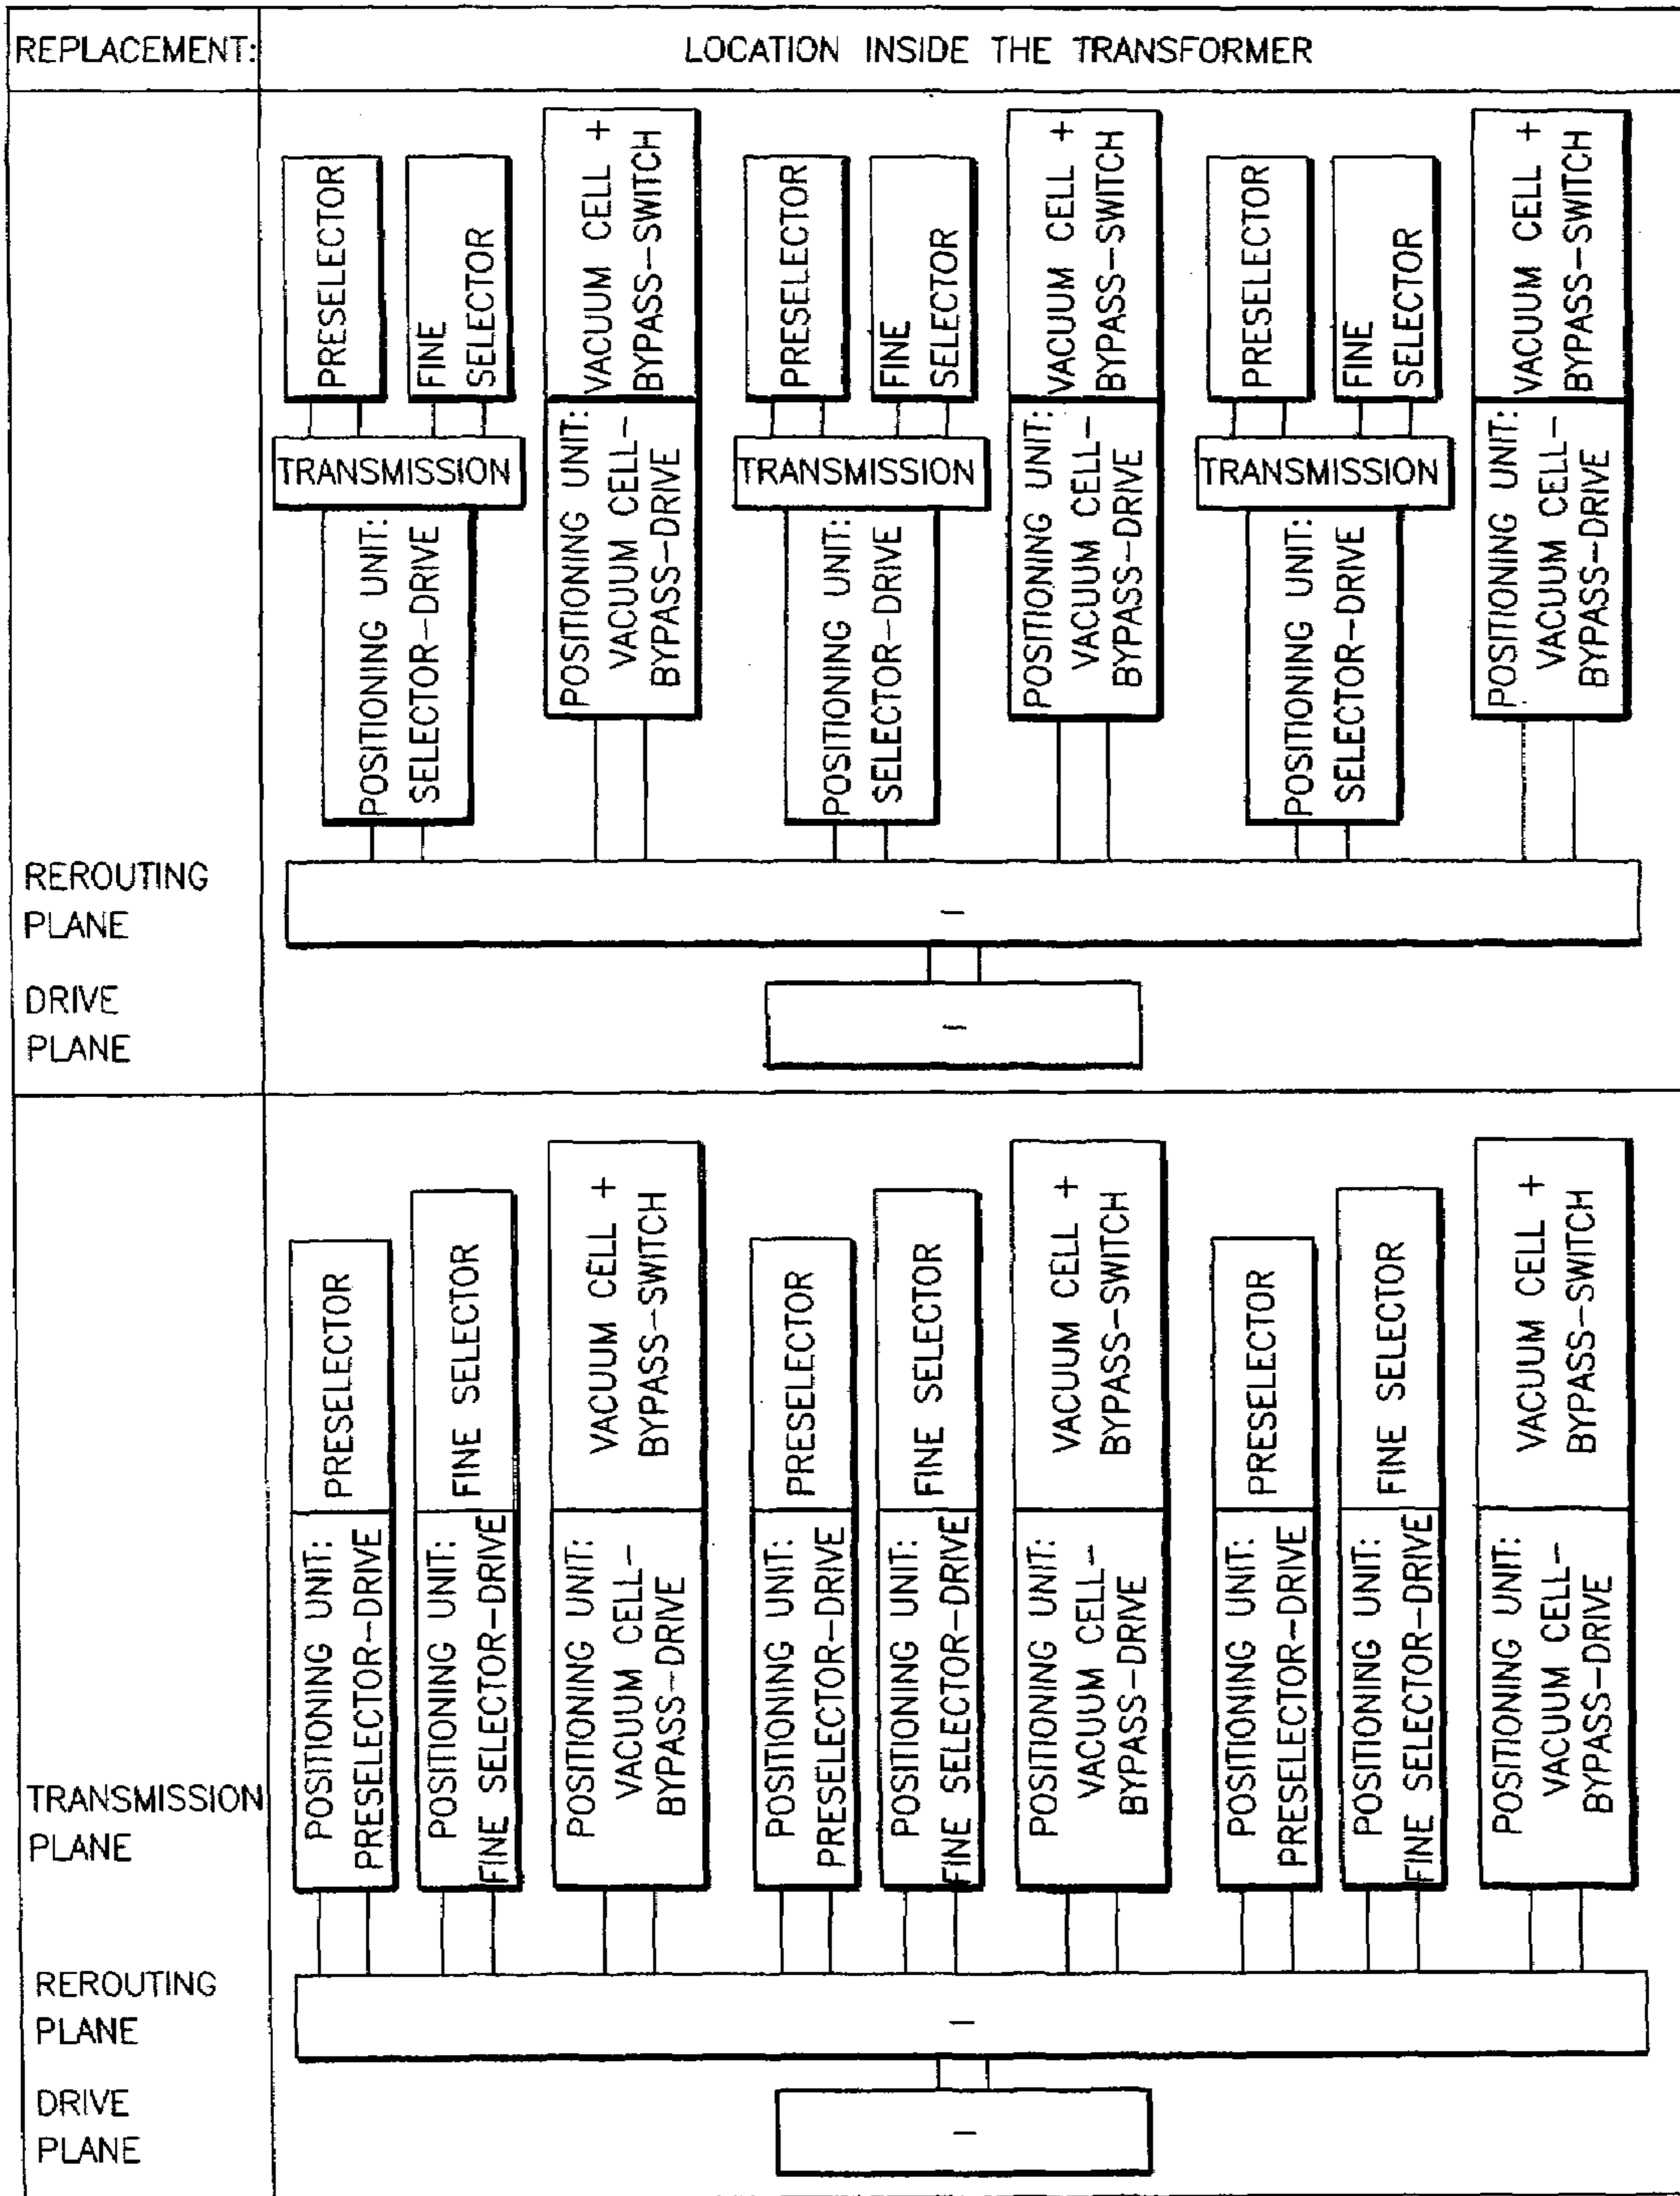 REPLACEMENT:
LOCATION INSIDE THE TRANSFORMER
PRESELECTOR
FINE
SELECTOR
VACUUM CELL +
BYPASS-SWITCH
PRESELECTOR
FINE
SELECTOR
VACUUM CELL +
BYPASS-SWITCH
PRESELECTOR
FINE
SELECTOR
VACUUM CELL +
BYPASS-SWITCH
TRANSMISSION
POSITIONING UNIT:
VACUUM CELL-
BYPASS-DRIVE
TRANSMISSION
POSITIONING UNIT:
VACUUM CELL-
BYPASS-DRIVE
TRANSMISSION
POSITIONING UNIT:
VACUUM CELL-
BYPASS-DRIVE
POSITIONING UNIT:
SELECTOR-DRIVE
POSITIONING UNIT:
SELECTOR-DRIVE
POSITIONING UNIT:
SELECTOR-DRIVE
REROUTING
PLANE
-
DRIVE
PLANE
-
PRESELECTOR
FINE SELECTOR
VACUUM CELL +
BYPASS-SWITCH
PRESELECTOR
FINE SELECTOR
VACUUM CELL +
BYPASS-SWITCH
PRESELECTOR
FINE SELECTOR
VACUUM CELL +
BYPASS-SWITCH
TRANSMISSION
PLANE
POSITIONING UNIT:
PRESELECTOR-DRIVE
POSITIONING UNIT:
FINE SELECTOR-DRIVE
POSITIONING UNIT:
VACUUM CELL-
BYPASS-DRIVE
POSITIONING UNIT:
PRESELECTOR-DRIVE
POSITIONING UNIT:
FINE SELECTOR-DRIVE
POSITIONING UNIT:
VACUUM CELL-
BYPASS-DRIVE
POSITIONING UNIT:
PRESELECTOR-DRIVE
POSITIONING UNIT:
FINE SELECTOR-DRIVE
POSITIONING UNIT:
VACUUM CELL-
BYPASS-DRIVE
REROUTING
PLANE
-
DRIVE
PLANE
-